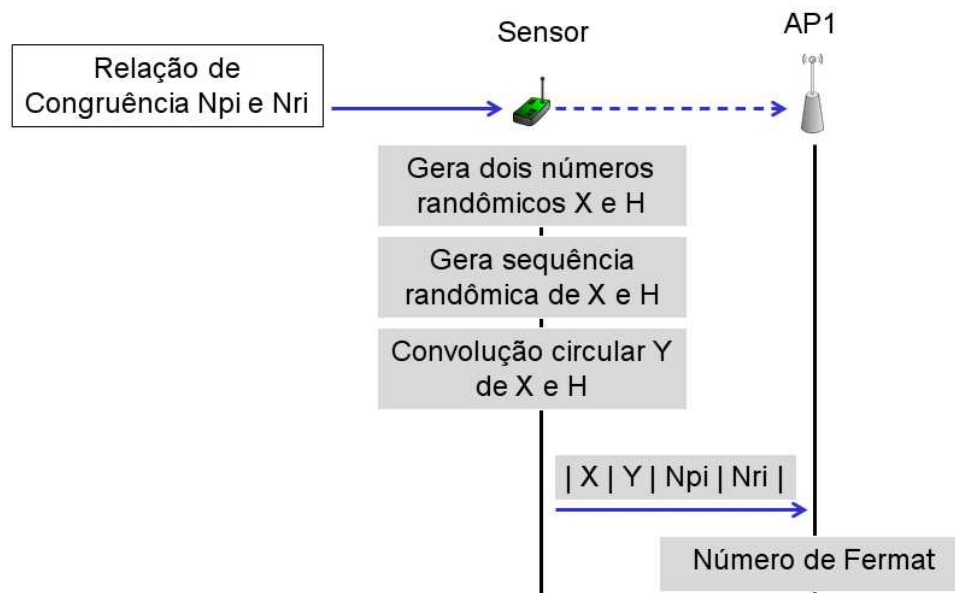 Sensor
AP1
Relação de
Congruência Npi e Nri
Gera dois números
randômicos X e H
Gera sequência
randômica de X e H
Convolução circular Y
de X e H
| X | Y | Npi | Nri |
Número de Fermat